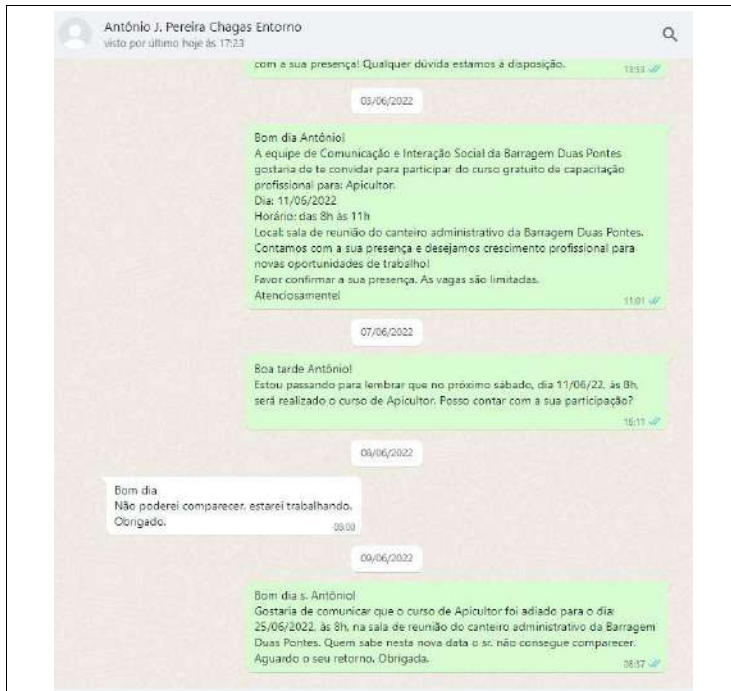 Antônio J. Pereira Chagas Entorno
visto por último hoje às 17:23
com a sua presença! Qualquer dúvida estamos à disposição.
13:53
03/06/2022
Bom dia Antônio!
A equipe de Comunicação e Interação Social da Barragem Duas Pontes
gostaria de te convidar para participar do curso gratuito de capacitação
profissional para: Apicultor.
Dia: 11/06/2022
Horário: das 8h às 11h
Local: sala de reunião do canteiro administrativo da Barragem Duas Pontes.
Contamos com a sua presença e desejamos crescimento profissional para
novas oportunidades de trabalho!
Favor confirmar a sua presença. As vagas são limitadas.
Atenciosamente!
11:01
07/06/2022
Boa tarde Antônio!
Estou passando para lembrar que no próximo sábado, dia 11/06/22, às 8h,
será realizado o curso de Apicultor. Posso contar com a sua participação?
16:11
08/06/2022
Bom dia
Não poderei comparecer, estarei trabalhando.
Obrigado.
09/06/2022
Bom dia s. Antônio!
Gostaria de comunicar que o curso de Apicultor foi adiado para o dia:
25/06/2022, às 8h, na sala de reunião do canteiro administrativo da Barragem
Duas Pontes. Quem sabe nesta nova data o sr. não consegue comparecer.
Aguardo o seu retorno. Obrigada.
08:37